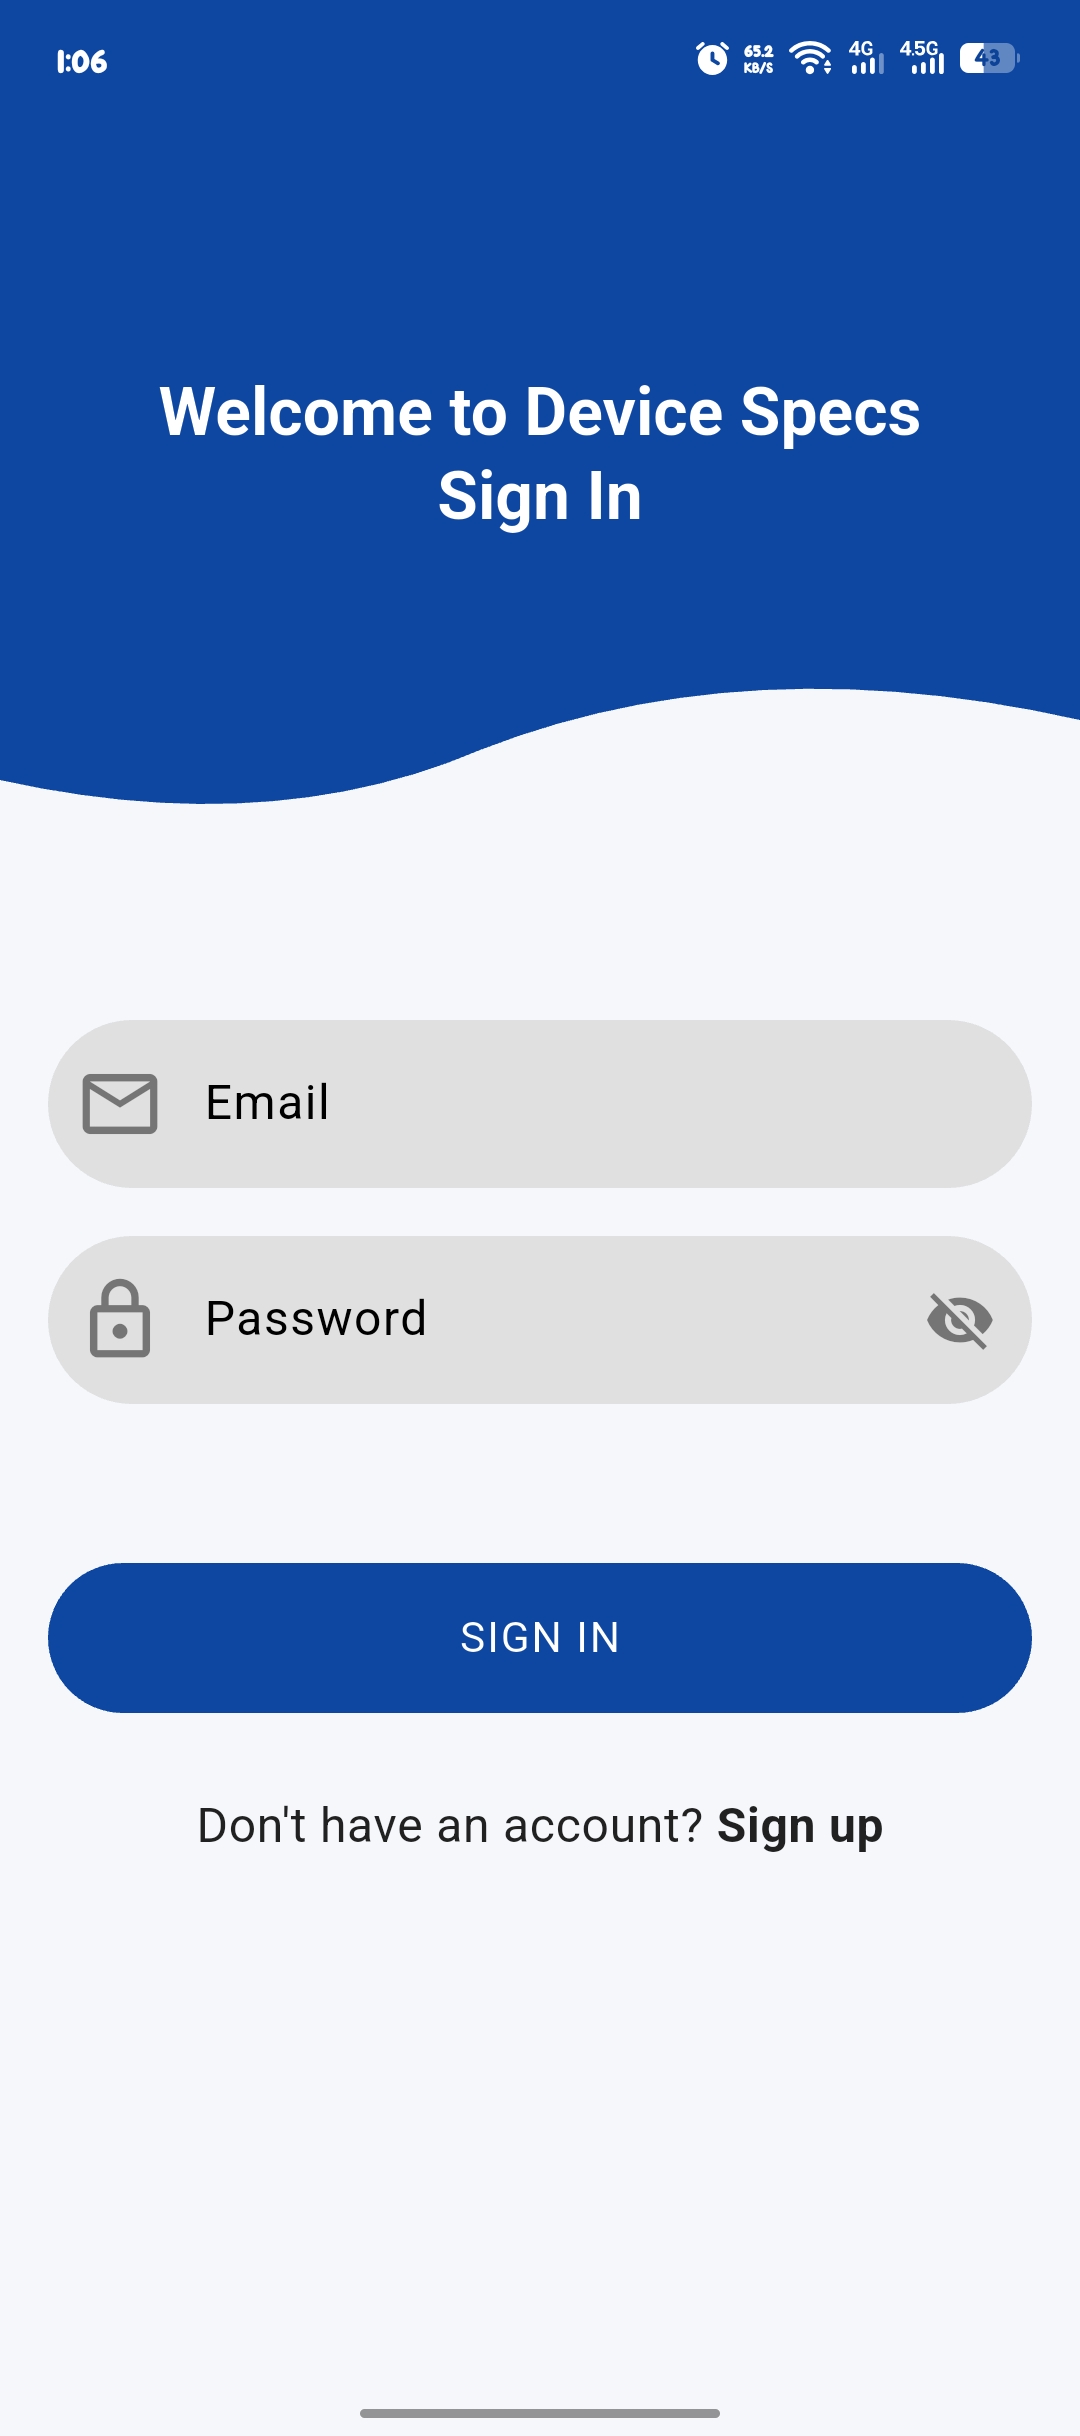 1:06
65.2
KB/S
4G
4.5G
43
Welcome to Device Specs
Sign In
Email
Password
SIGN IN
Don't have an account? Sign up